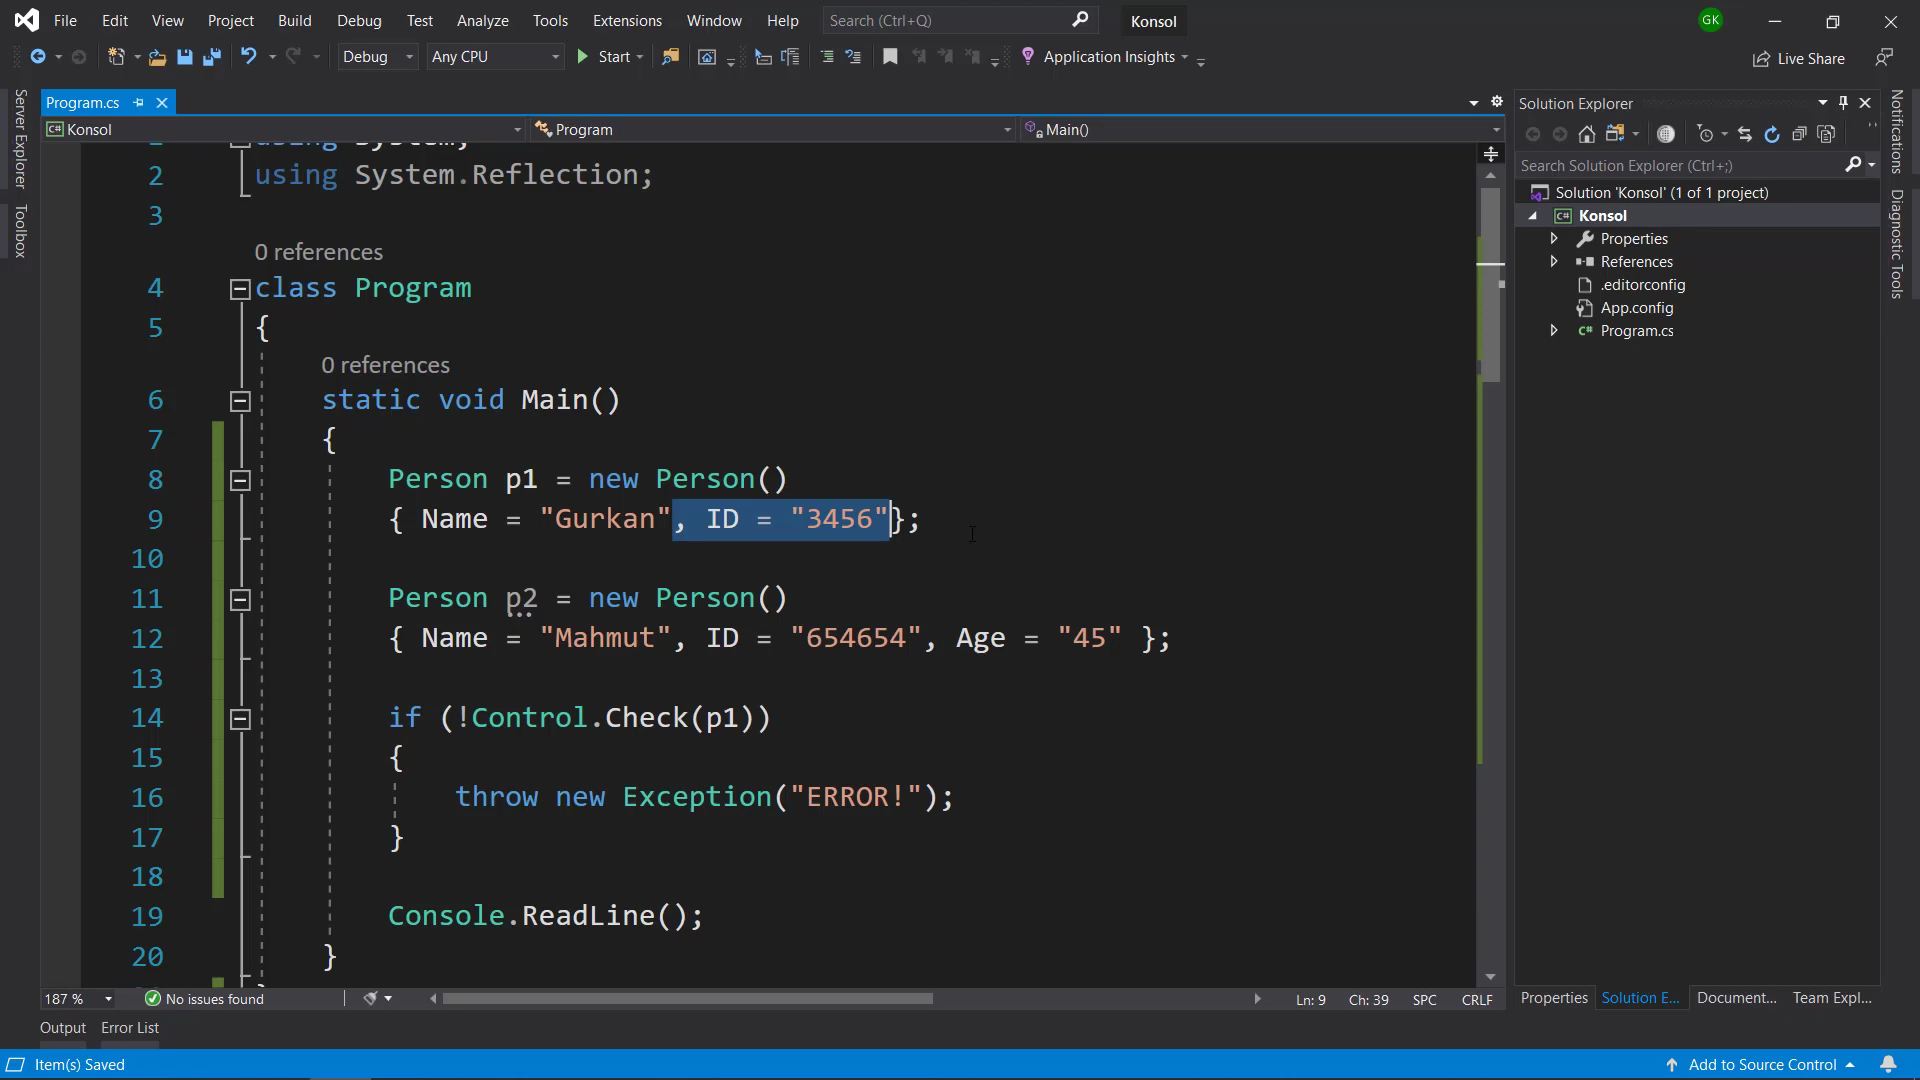 File Edit View Project Build Debug Test Analyze Tools Extensions Window Help Search (Ctrl+Q) Konsol GK
Debug Any CPU Start Application Insights Live Share
Server Explorer
Toolbox
Program.cs
Konsol Program Main()
1 using System;
2 using System.Reflection;
3
0 references
4 class Program
5 {
0 references
6 static void Main()
7 {
8 Person p1 = new Person()
9 { Name = "Gurkan", ID = "3456"};
10
11 Person p2 = new Person()
12 { Name = "Mahmut", ID = "654654", Age = "45" };
13
14 if (!Control.Check(p1))
15 {
16 throw new Exception("ERROR!");
17 }
18
19 Console.ReadLine();
20 }
187 % No issues found Ln: 9 Ch: 39 SPC CRLF
Solution Explorer
Search Solution Explorer (Ctrl+;)
Solution 'Konsol' (1 of 1 project)
C# Konsol
Properties
References
.editorconfig
App.config
C# Program.cs
Properties Solution E... Document... Team Expl...
Notifications
Diagnostic Tools
Output Error List
Item(s) Saved Add to Source Control